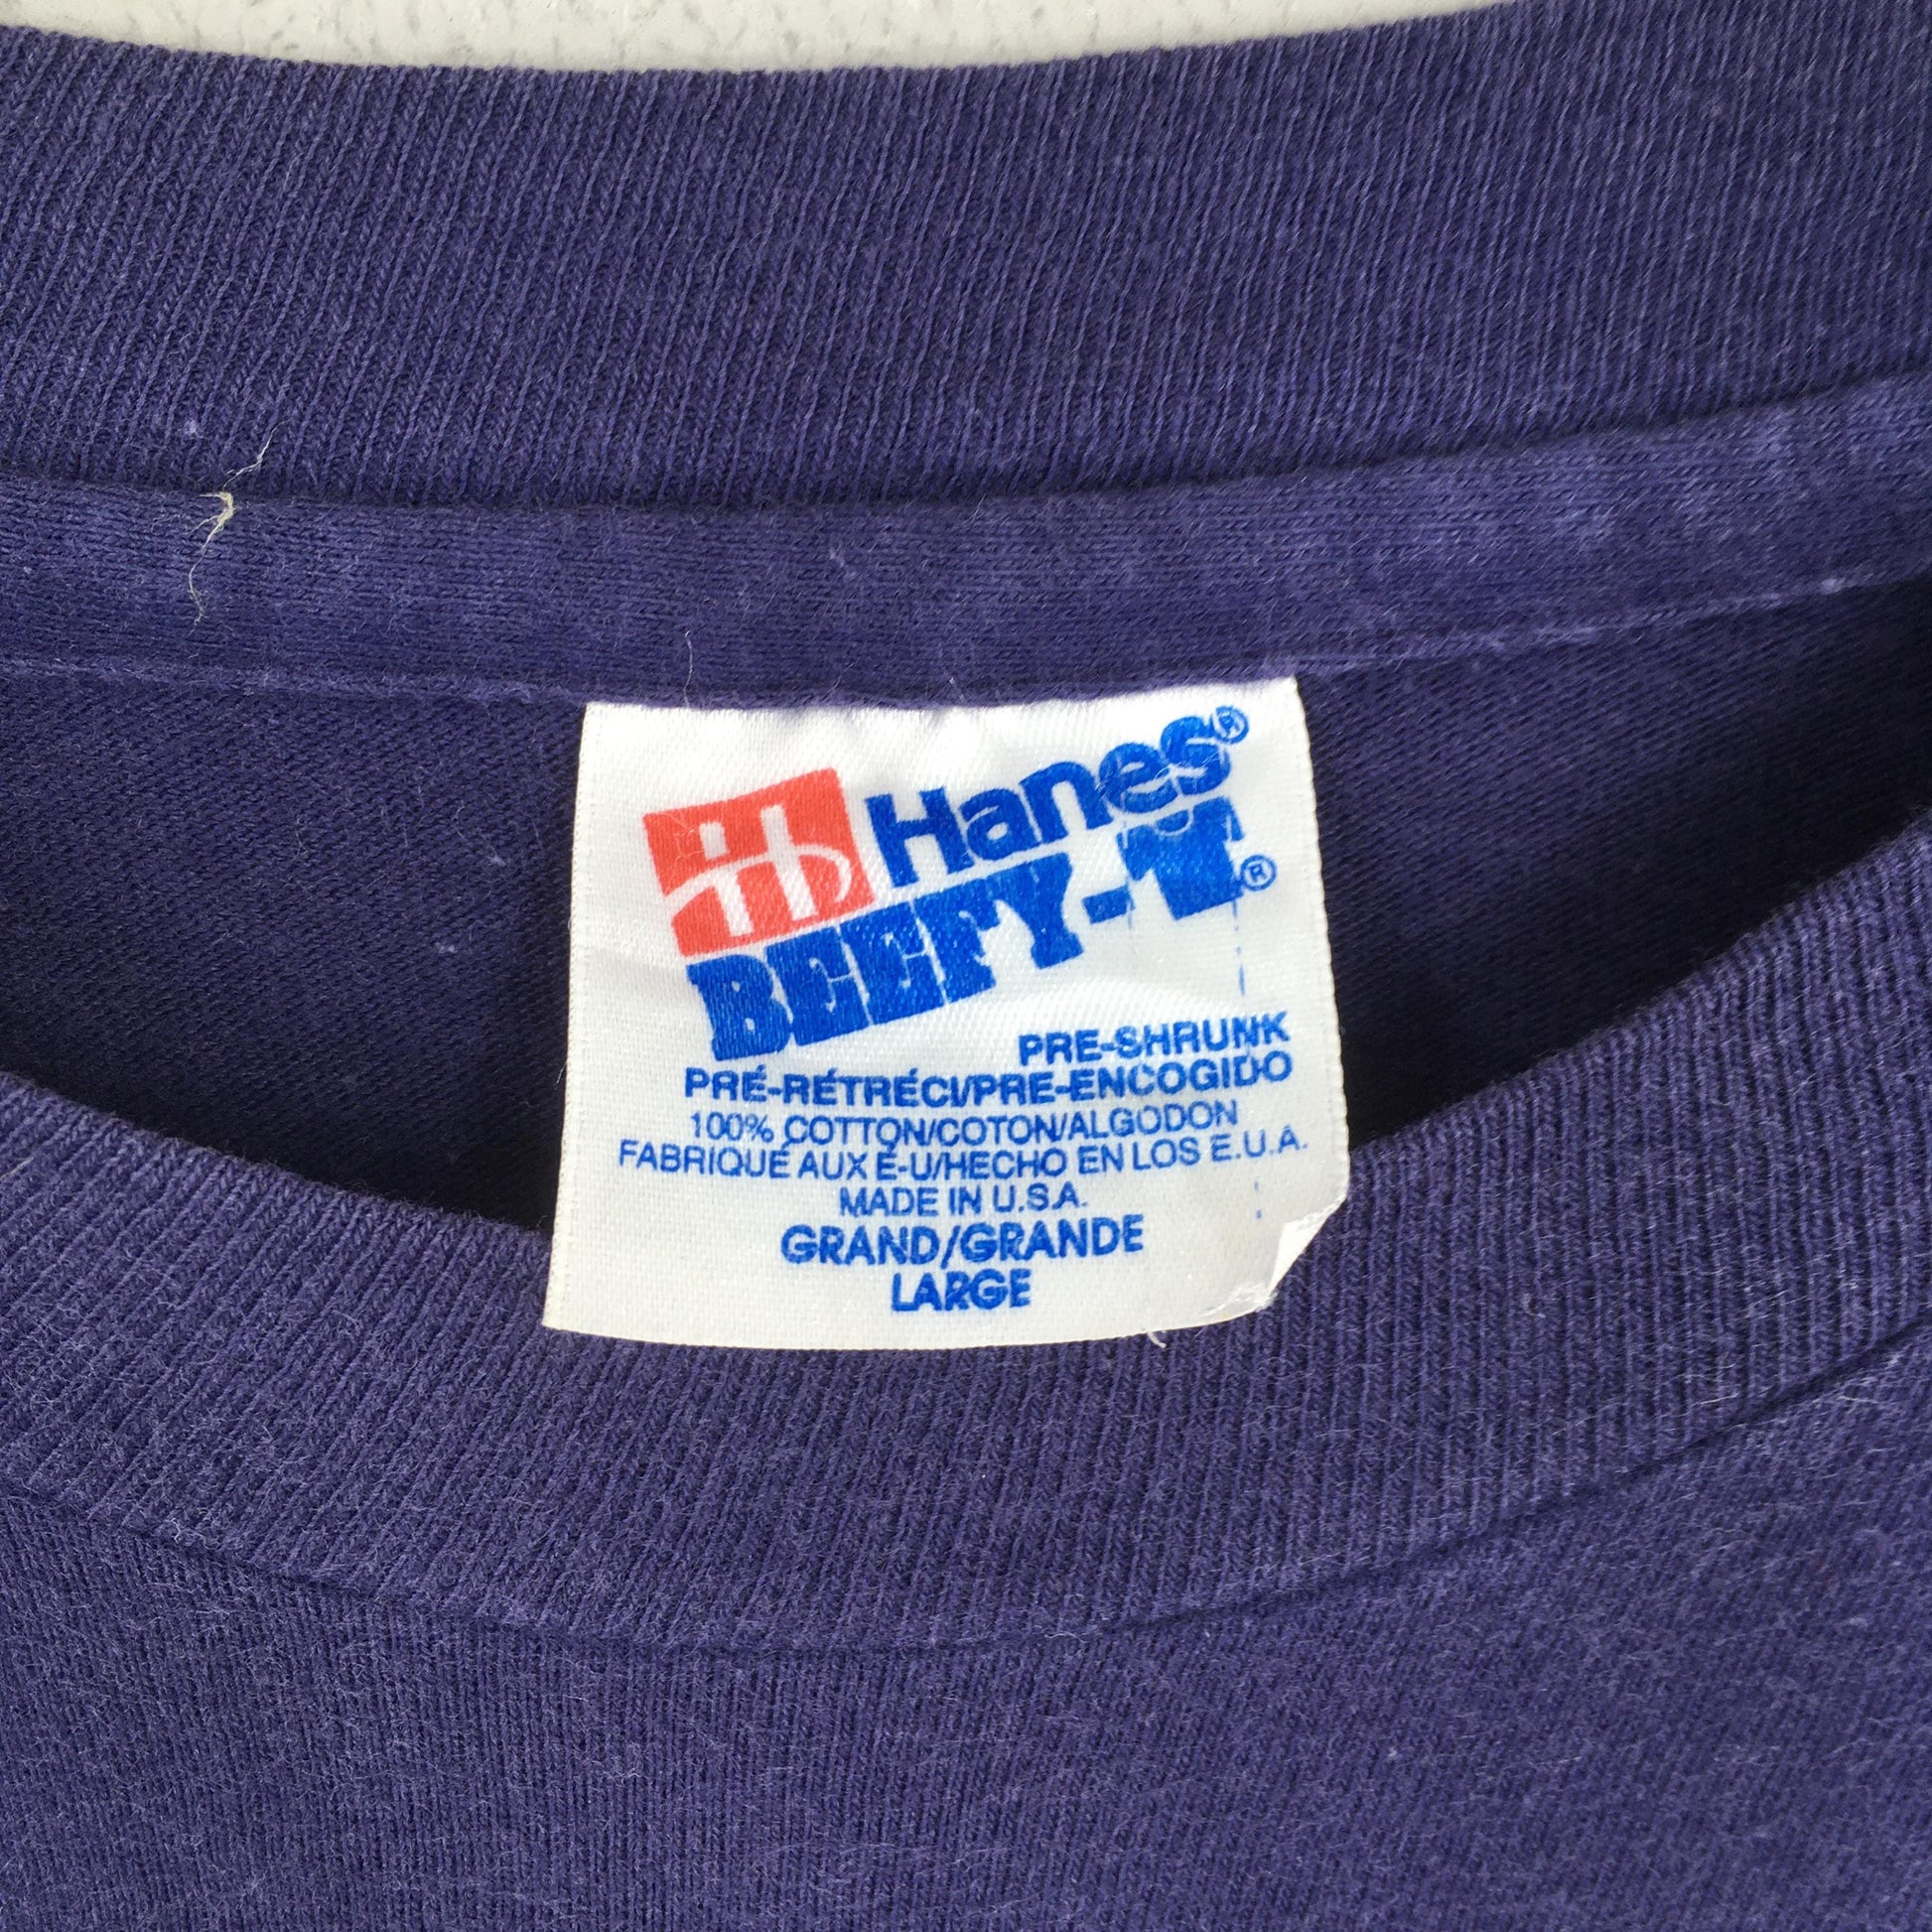 Hanes®
BEEFY-T®
PRE-SHRUNK
PRÉ-RÉTRÉCI/PRE-ENCOGIDO
100% COTTON/COTON/ALGODON
FABRIQUÉ AUX E-U/HECHO EN LOS E.U.A.
MADE IN U.S.A.
GRAND/GRANDE
LARGE